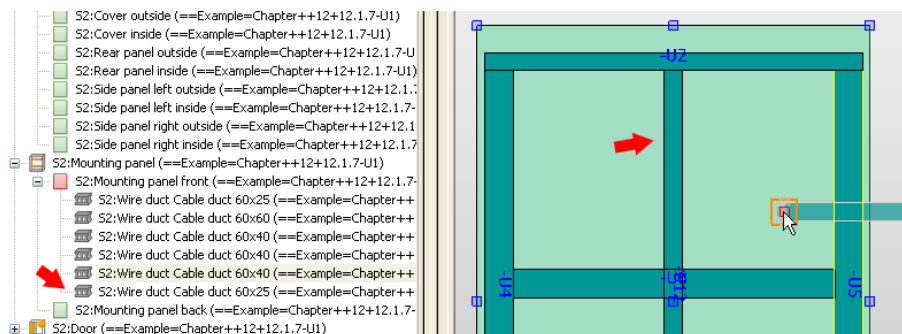 S2:Cover outside (==Example=Chapter++12+12.1.7-U1)
S2:Cover inside (==Example=Chapter++12+12.1.7-U1)
S2:Rear panel outside (==Example=Chapter++12+12.1.7-U
S2:Rear panel inside (==Example=Chapter++12+12.1.7-U1)
S2:Side panel left outside (==Example=Chapter++12+12.
S2:Side panel left inside (==Example=Chapter++12+12.1.7
S2:Side panel right outside (==Example=Chapter++12+12.1
S2:Side panel right inside (==Example=Chapter++12+12.1.7
S2:Mounting panel (==Example=Chapter++12+12.1.7-U1)
S2:Mounting panel front (==Example=Chapter++12+12.1.7-
S2:Wire duct Cable duct 60x25 (==Example=Chapter++
S2:Wire duct Cable duct 60x60 (==Example=Chapter++
S2:Wire duct Cable duct 60x40 (==Example=Chapter++
S2:Wire duct Cable duct 60x40 (==Example=Chapter++
S2:Wire duct Cable duct 60x40 (==Example=Chapter++
S2:Wire duct Cable duct 60x25 (==Example=Chapter++
S2:Mounting panel back (==Example=Chapter++12+12.1.7-
S2:Door (==Example=Chapter++12+12.1.7-U1)
-U2
-U4
-U5